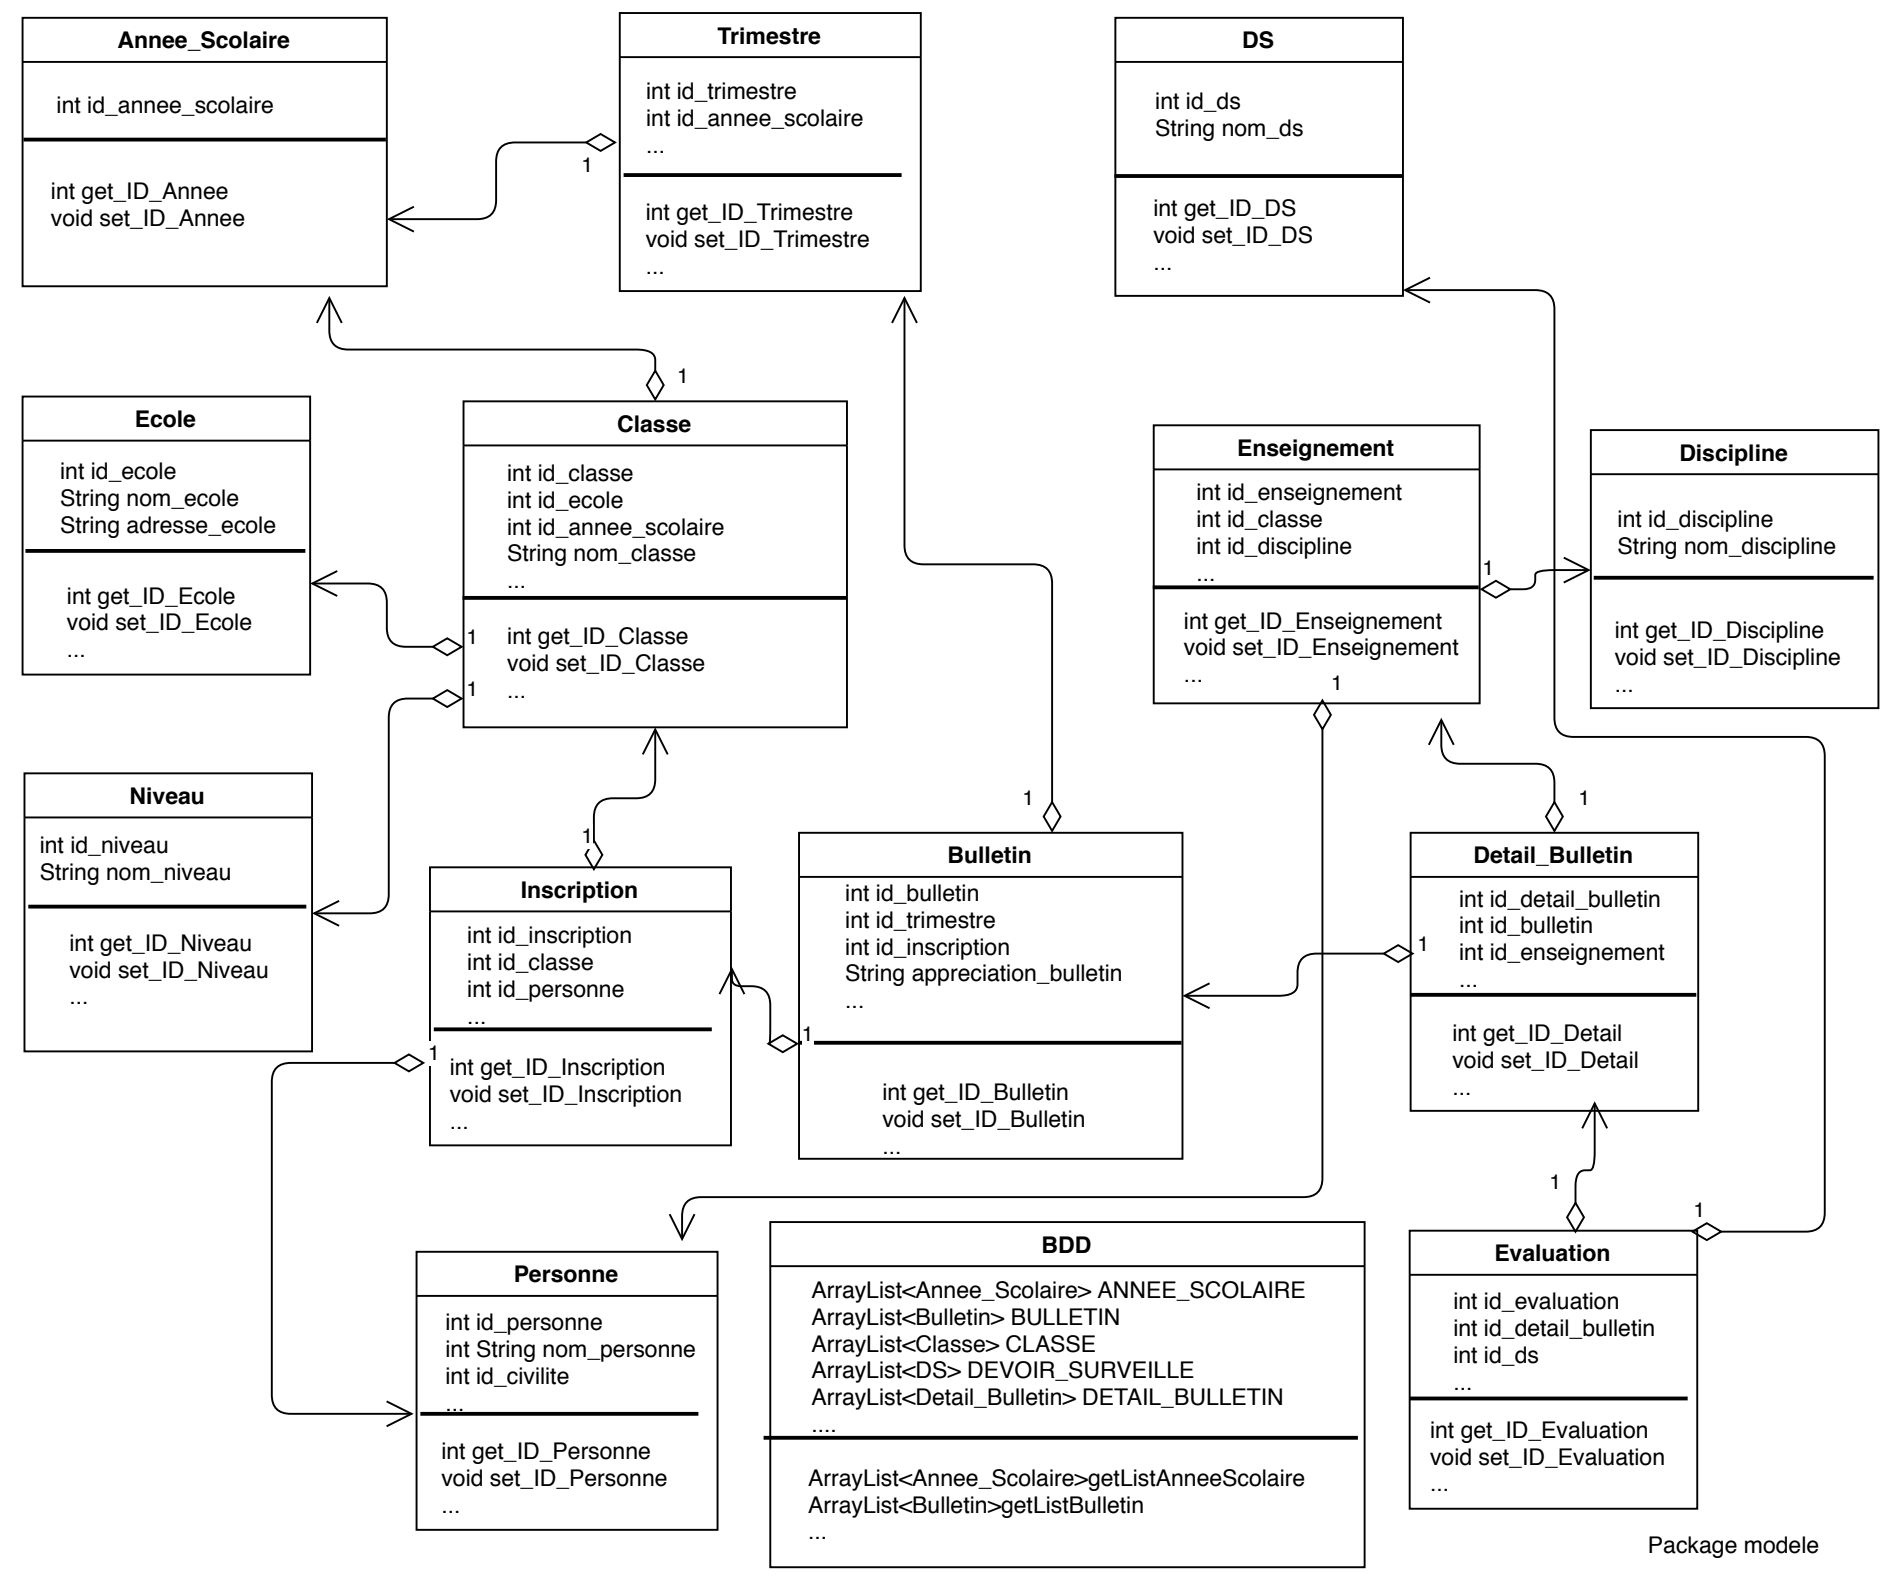 Annee_Scolaire
int id_annee_scolaire
int get_ID_Annee
void set_ID_Annee
Trimestre
int id_trimestre
int id_annee_scolaire
...
int get_ID_Trimestre
void set_ID_Trimestre
...
1
DS
int id_ds
String nom_ds
int get_ID_DS
void set_ID_DS
...
Ecole
int id_ecole
String nom_ecole
String adresse_ecole
int get_ID_Ecole
void set_ID_Ecole
...
1
Classe
int id_classe
int id_ecole
int id_annee_scolaire
String nom_classe
...
int get_ID_Classe
void set_ID_Classe
...
1
1
Enseignement
int id_enseignement
int id_classe
int id_discipline
...
int get_ID_Enseignement
void set_ID_Enseignement
...
1
1
Discipline
int id_discipline
String nom_discipline
int get_ID_Discipline
void set_ID_Discipline
...
Niveau
int id_niveau
String nom_niveau
int get_ID_Niveau
void set_ID_Niveau
...
1
Inscription
int id_inscription
int id_classe
int id_personne
...
int get_ID_Inscription
void set_ID_Inscription
...
1
1
Bulletin
int id_bulletin
int id_trimestre
int id_inscription
String appreciation_bulletin
...
int get_ID_Bulletin
void set_ID_Bulletin
...
1
1
Detail_Bulletin
int id_detail_bulletin
int id_bulletin
int id_enseignement
...
int get_ID_Detail
void set_ID_Detail
...
1
Personne
int id_personne
int String nom_personne
int id_civilite
...
int get_ID_Personne
void set_ID_Personne
...
BDD
ArrayList<Annee_Scolaire> ANNEE_SCOLAIRE
ArrayList<Bulletin> BULLETIN
ArrayList<Classe> CLASSE
ArrayList<DS> DEVOIR_SURVEILLE
ArrayList<Detail_Bulletin> DETAIL_BULLETIN
....
ArrayList<Annee_Scolaire>getListAnneeScolaire
ArrayList<Bulletin>getListBulletin
...
1
1
Evaluation
int id_evaluation
int id_detail_bulletin
int id_ds
...
int get_ID_Evaluation
void set_ID_Evaluation
...
Package modele